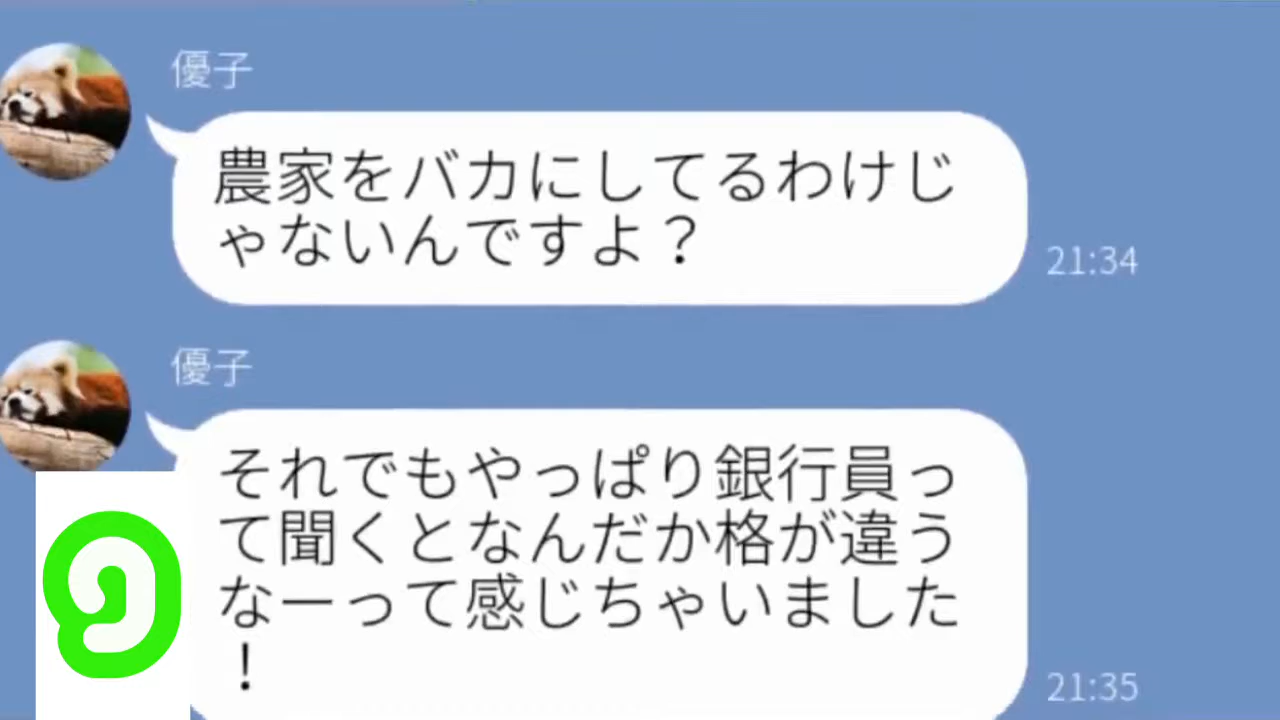 優子
農家をバカにしてるわけじ
ゃないんですよ？
21:34
優子
それでもやっぱり銀行員っ
て聞くとなんだか格が違う
なーって感じちゃいました
！
21:35